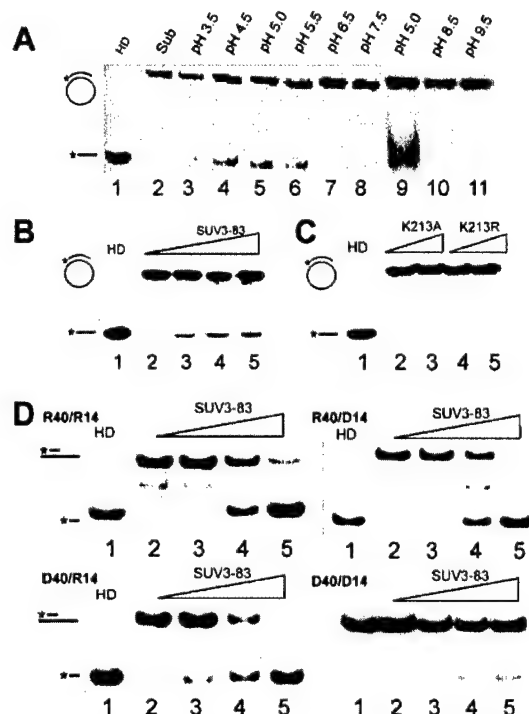 A
HD Sub pH 3.5 pH 4.5 pH 5.0 pH 5.5 pH 6.5 pH 7.5 pH 5.0 pH 8.5 pH 9.5
1 2 3 4 5 6 7 8 9 10 11
B
HD SUV3-83
1 2 3 4 5
C
HD K213A K213R
1 2 3 4 5
D
R40/R14 HD SUV3-83
1 2 3 4 5
R40/D14 HD SUV3-83
1 2 3 4 5
D40/R14 HD SUV3-83
1 2 3 4 5
D40/D14 SUV3-83
1 2 3 4 5